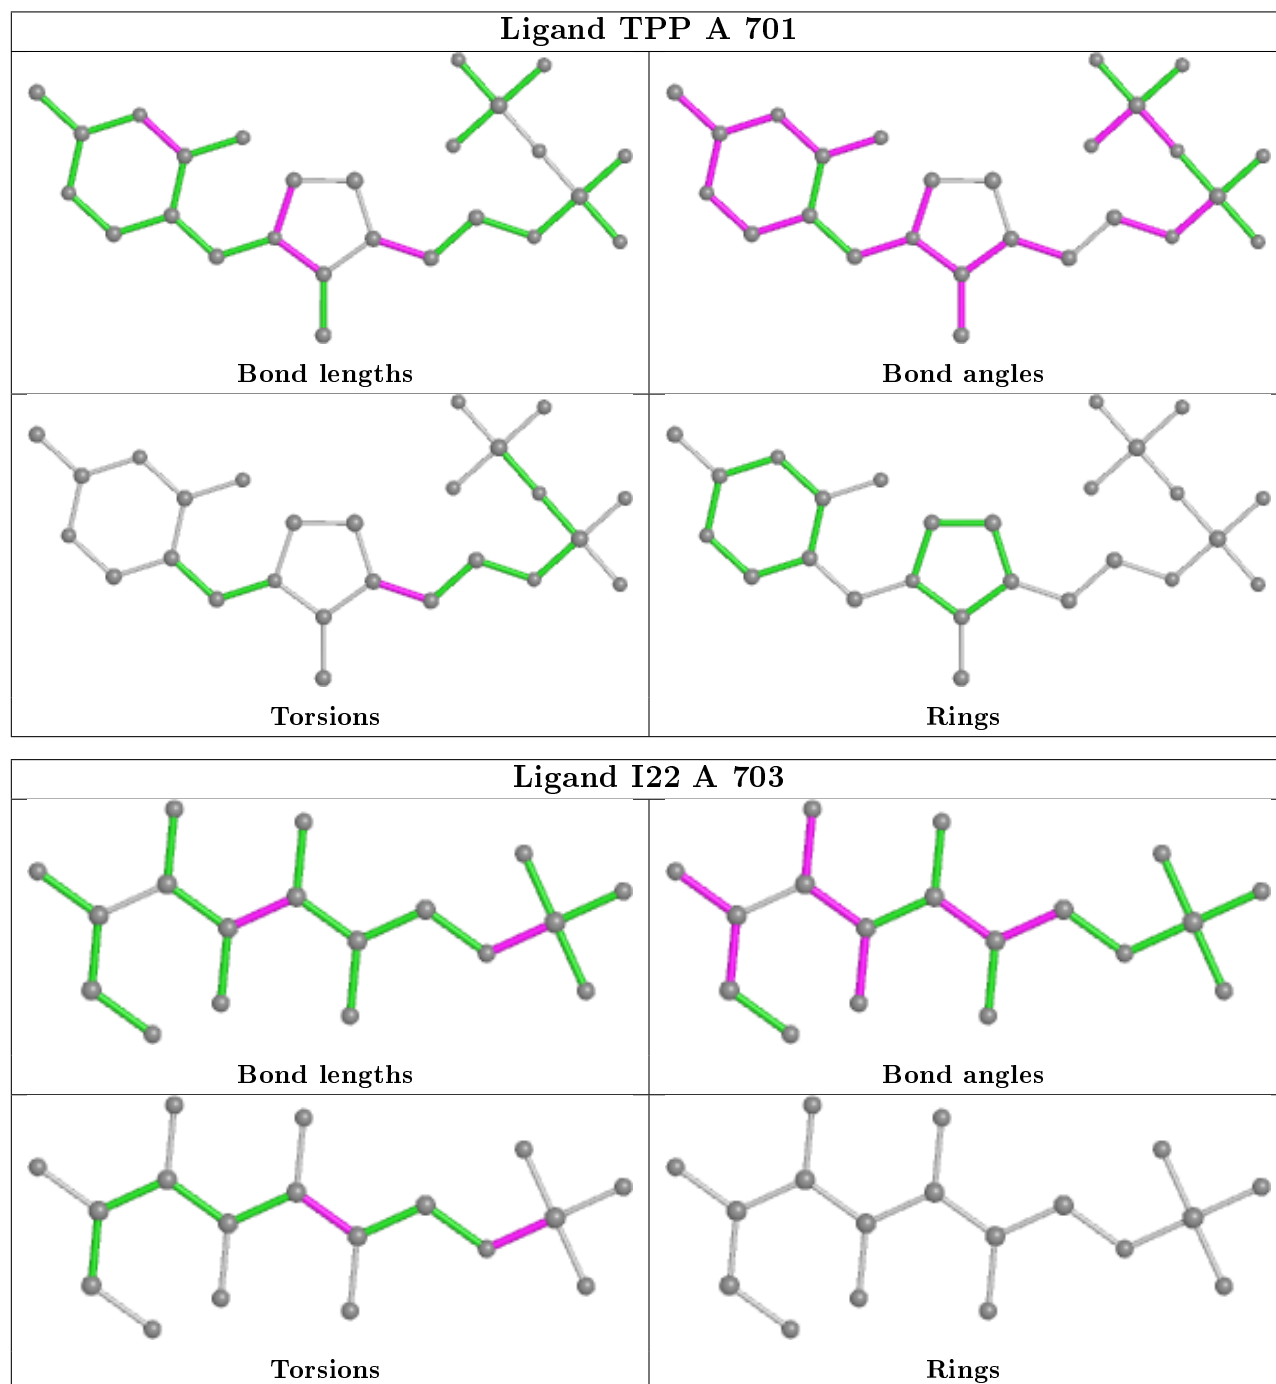 Ligand TPP A 701
Bond lengths
Bond angles
Torsions
Rings
Ligand I22 A 703
Bond lengths
Bond angles
Torsions
Rings